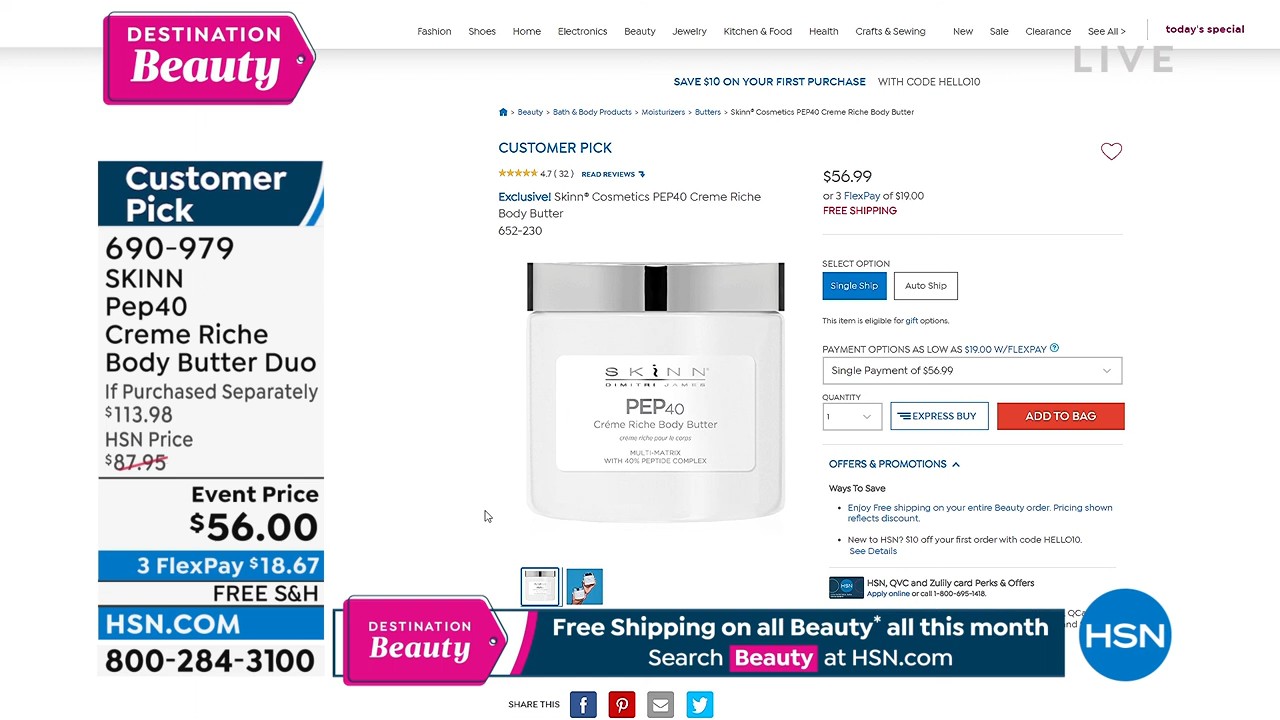 DESTINATION
Beauty
Fashion Shoes Home Electronics Beauty Jewelry Kitchen & Food Health Crafts & Sewing New Sale Clearance See All > today's special
LIVE
SAVE $10 ON YOUR FIRST PURCHASE WITH CODE HELLO10
> Beauty > Bath & Body Products > Moisturizers > Butters > Skinn® Cosmetics PEP40 Creme Riche Body Butter
CUSTOMER PICK
4.7 ( 32 ) READ REVIEWS
Exclusive! Skinn® Cosmetics PEP40 Creme Riche
Body Butter
652-230
$56.99
or 3 FlexPay of $19.00
FREE SHIPPING
SELECT OPTION
Single Ship Auto Ship
This item is eligible for gift options.
PAYMENT OPTIONS AS LOW AS $19.00 W/FLEXPAY ?
Single Payment of $56.99
QUANTITY
1 EXPRESS BUY ADD TO BAG
OFFERS & PROMOTIONS
Ways To Save
• Enjoy Free shipping on your entire Beauty order. Pricing shown
reflects discount.
• New to HSN? $10 off your first order with code HELLO10.
See Details
HSN
HSN, QVC and Zulily card Perks & Offers
Apply online or call 1-800-695-1418.
SKINN®
DIMITRI JAMES
PEP40
Créme Riche Body Butter
creme riche pour le corps
MULTI-MATRIX
WITH 40% PEPTIDE COMPLEX
Customer
Pick
690-979
SKINN
Pep40
Creme Riche
Body Butter Duo
If Purchased Separately
$113.98
HSN Price
$87.95
Event Price
$56.00
3 FlexPay $18.67
FREE S&H
HSN.COM
800-284-3100
DESTINATION
Beauty
Free Shipping on all Beauty* all this month
Search Beauty at HSN.com
HSN
SHARE THIS